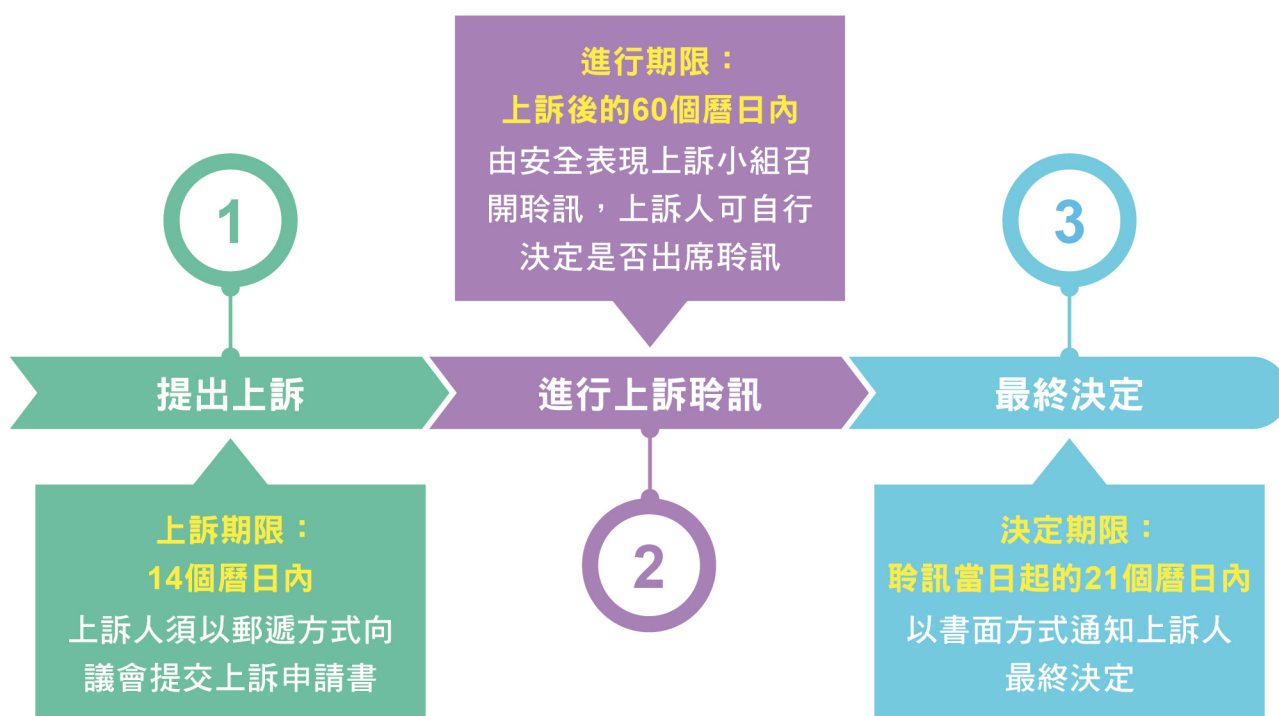 1
提出上訴
上訴期限：
14個曆日內
上訴人須以郵遞方式向
議會提交上訴申請書
進行期限：
上訴後的60個曆日內
由安全表現上訴小組召
開聆訊，上訴人可自行
決定是否出席聆訊
進行上訴聆訊
2
3
最終決定
決定期限：
聆訊當日起的21個曆日內
以書面方式通知上訴人
最終決定